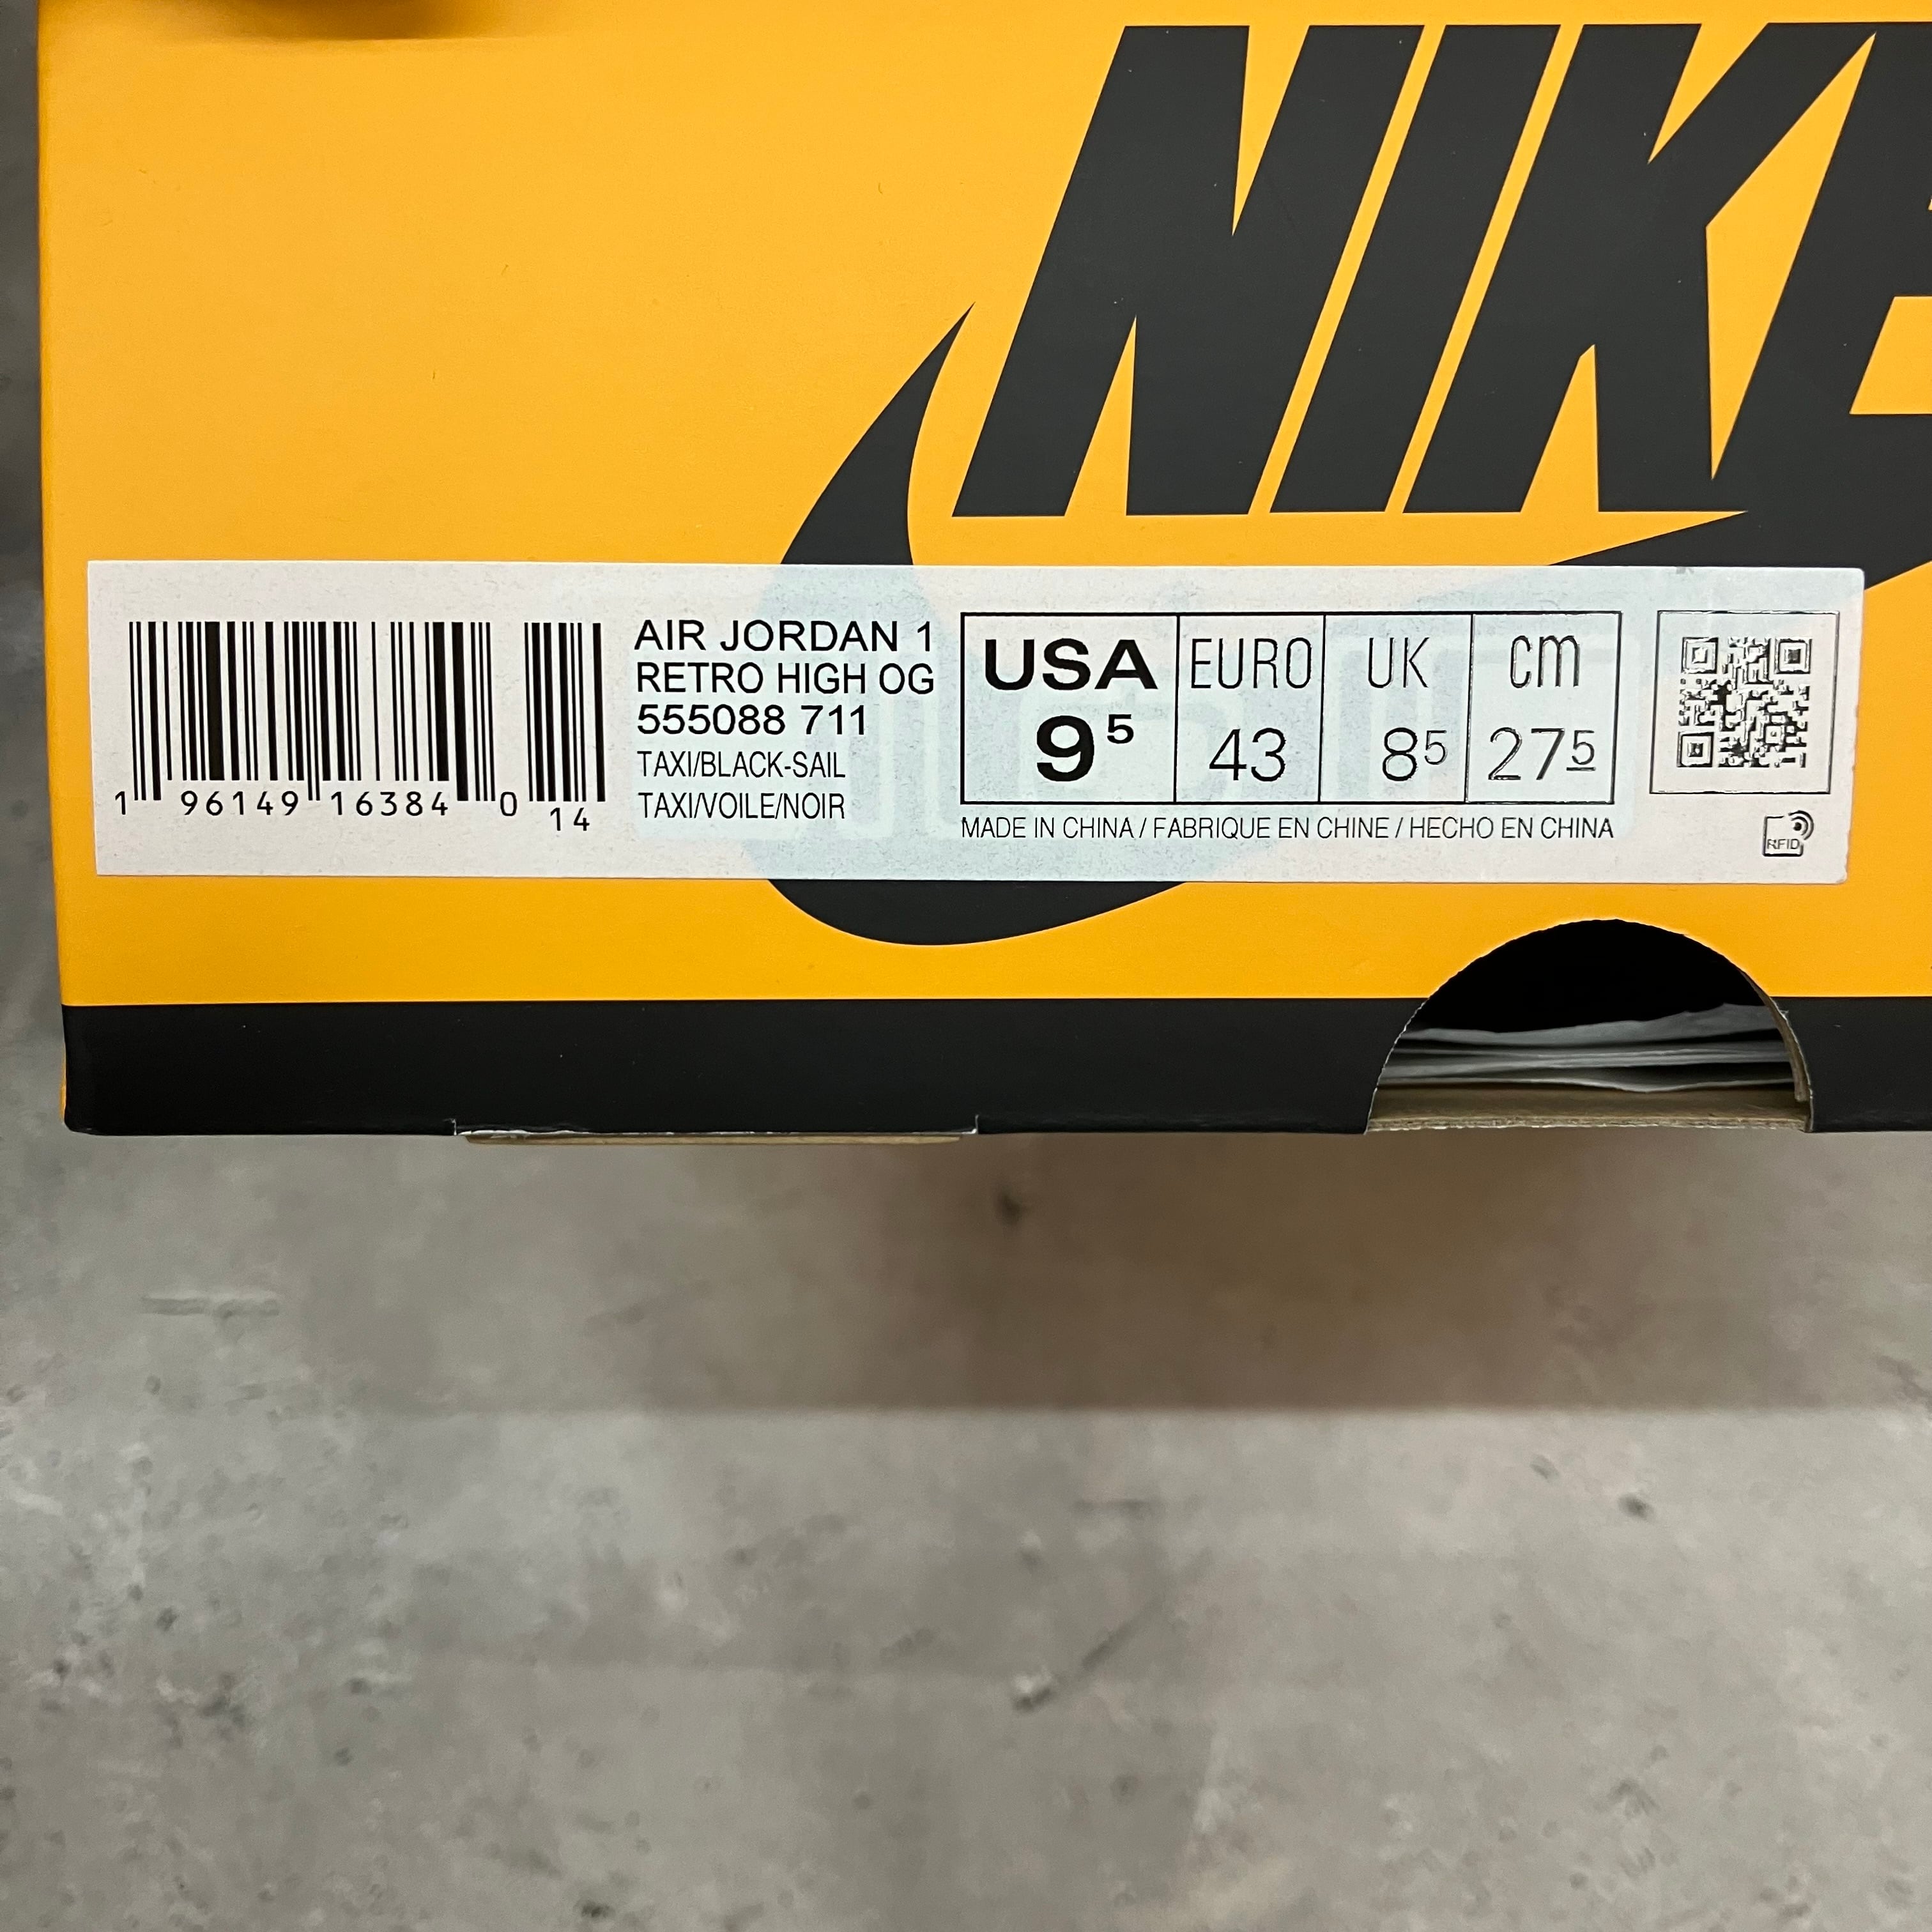 NIKE
AIR JORDAN 1
RETRO HIGH OG
555088 711
TAXI/BLACK-SAIL
TAXI/VOILE/NOIR
1 96149 16384 0 14
USA EURO UK cm
9⁵ 43 8⁵ 27⁵
MADE IN CHINA / FABRIQUE EN CHINE / HECHO EN CHINA
RFID